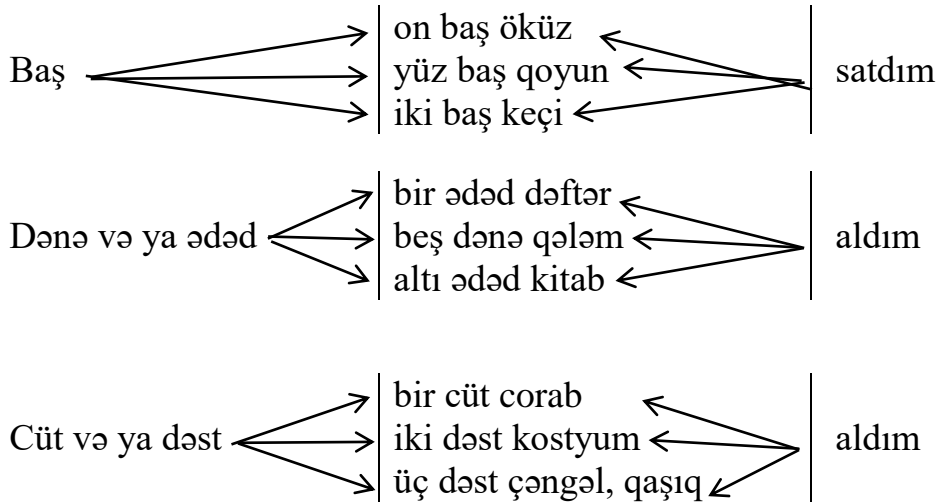 on baş öküz
Baş yüz baş qoyun satdım
iki baş keçi
bir ədəd dəftər
Dənə və ya ədəd beş dənə qələm aldım
altı ədəd kitab
bir cüt corab
Cüt və ya dəst iki dəst kostyum aldım
üç dəst çəngəl, qaşıq